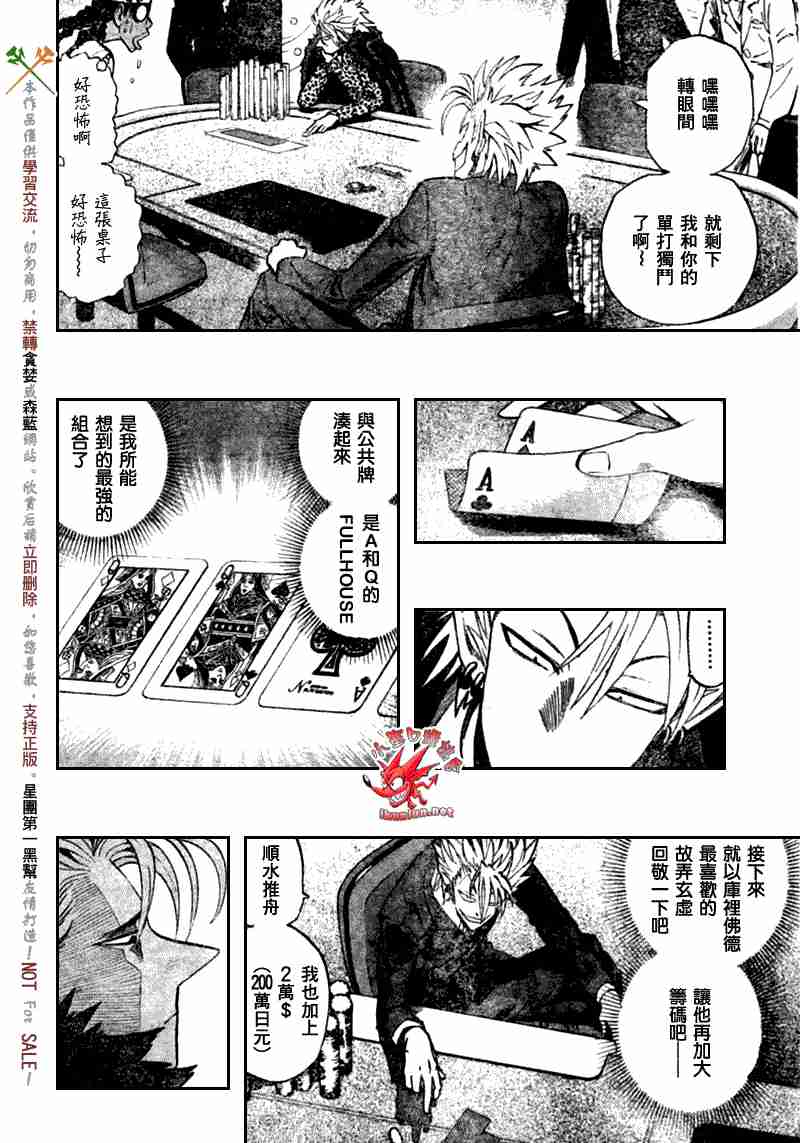 嘿嘿嘿
轉眼間
就剩下
我和你的
單打獨鬥
了啊~
好恐怖啊
這張桌子
好恐怖~~
A
A
與公共牌
湊起來
是A和Q的
FULLHOUSE
是我所能
想到的最強的
組合了
………
接下來
就以庫裡佛德
最喜歡的
故弄玄虛
回敬一下吧
讓他再加大
籌碼吧——
順水推舟
我也加上
2萬$
(200萬日元)
本作品僅供學習交流，切勿商用，禁轉貪婪或森藍網站。欣賞后請立即刪除，如您喜歡，支持正版。星團第一黑幫友情打造—NOT For SALE—